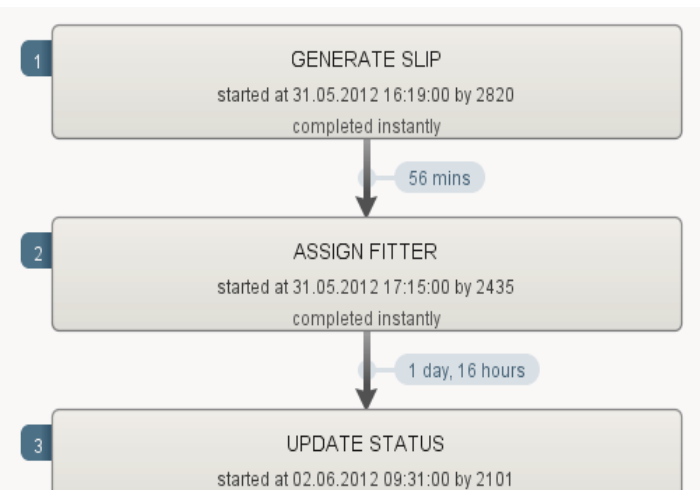 1
GENERATE SLIP
started at 31.05.2012 16:19:00 by 2820
completed instantly
56 mins
2
ASSIGN FITTER
started at 31.05.2012 17:15:00 by 2435
completed instantly
1 day, 16 hours
3
UPDATE STATUS
started at 02.06.2012 09:31:00 by 2101